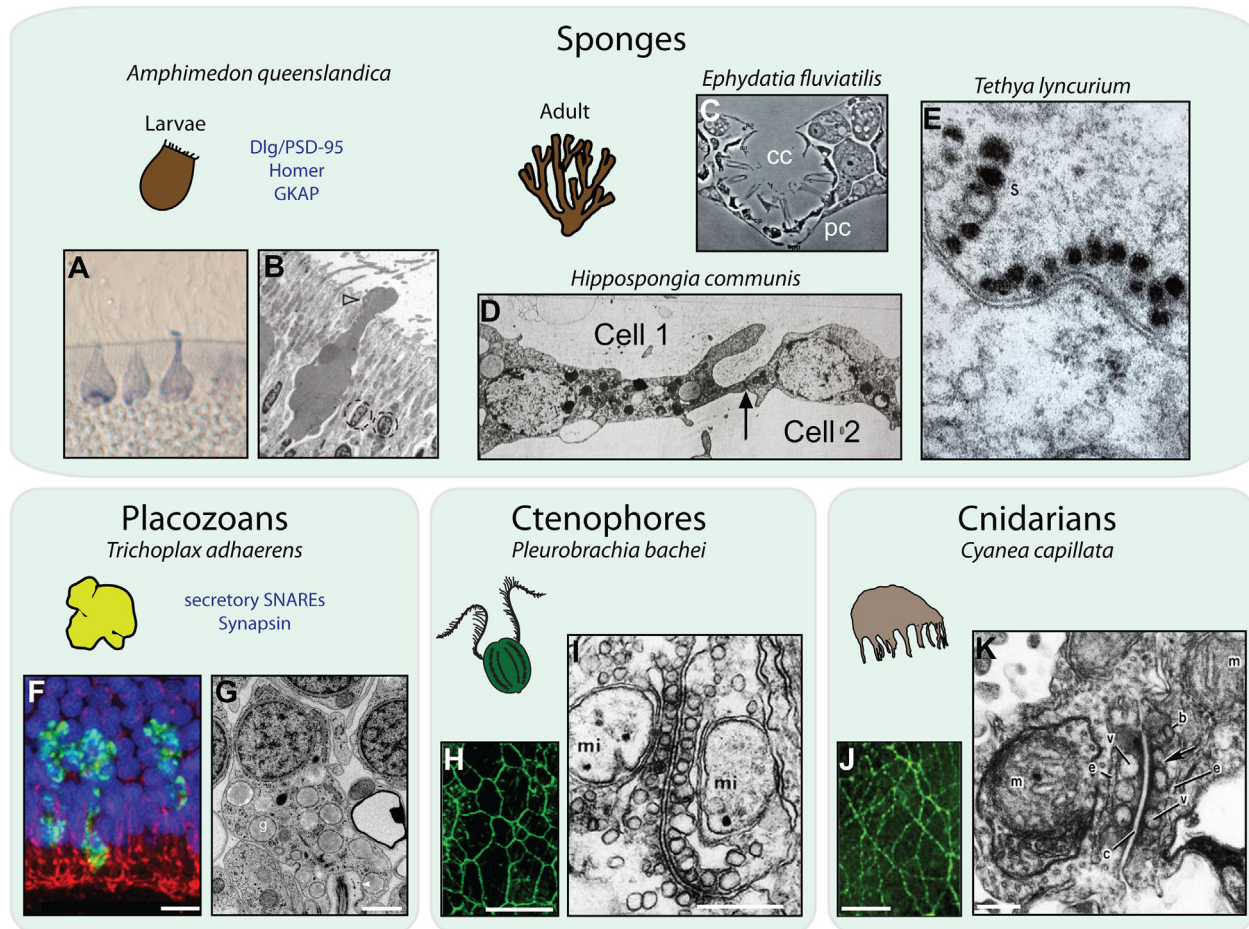 Sponges
Amphimedon queenslandica
Larvae
Dlg/PSD-95
Homer
GKAP
Adult
Ephydatia fluviatilis
Tethya lyncurium
C
cc
pc
E
s
A
B
Hippospongia communis
D
Cell 1
Cell 2
Placozoans
Trichoplax adhaerens
secretory SNAREs
Synapsin
F
G
g
Ctenophores
Pleurobrachia bachei
H
I
mi
mi
Cnidarians
Cyanea capillata
J
K
m
b
v
e
e
m
v
c